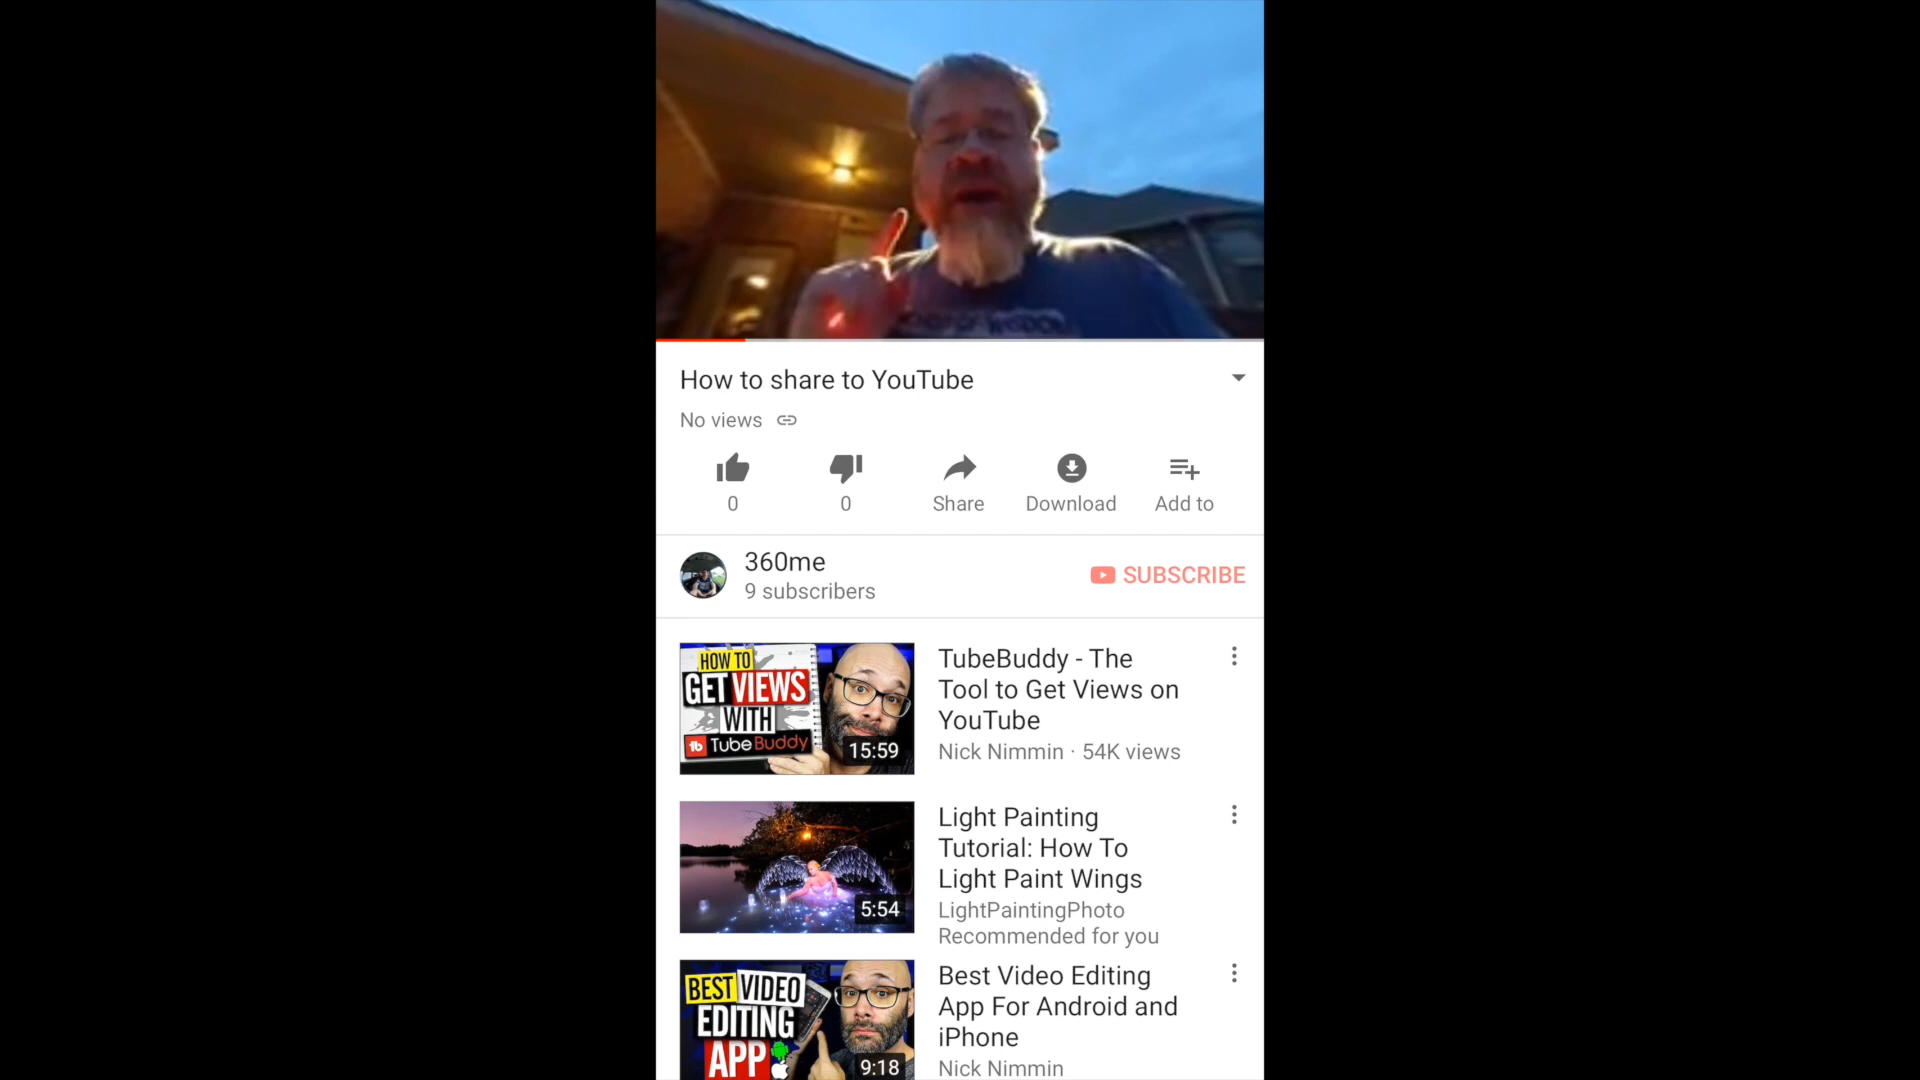 How to share to YouTube
No views
0
0
Share
Download
Add to
360me
9 subscribers
SUBSCRIBE
HOW TO
GET VIEWS
WITH
tb TubeBuddy
15:59
TubeBuddy - The
Tool to Get Views on
YouTube
Nick Nimmin · 54K views
5:54
Light Painting
Tutorial: How To
Light Paint Wings
LightPaintingPhoto
Recommended for you
BEST VIDEO
EDITING
APP
9:18
Best Video Editing
App For Android and
iPhone
Nick Nimmin